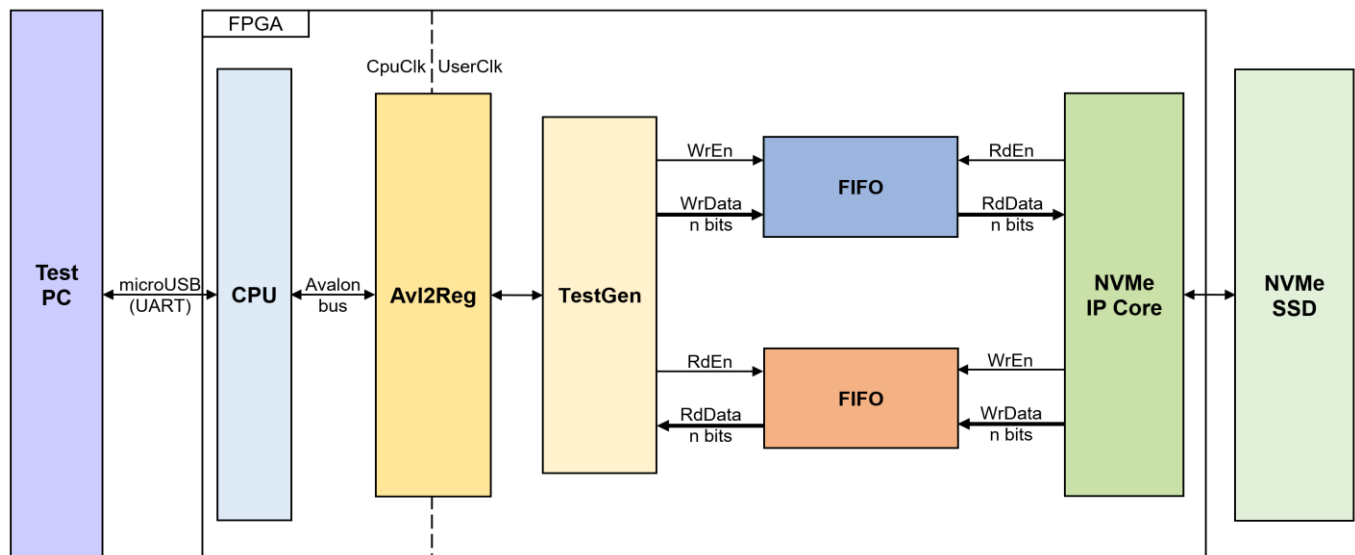 FPGA
CpuClk
UserClk
Test
PC
microUSB
(UART)
CPU
Avalon
bus
Avl2Reg
TestGen
WrEn
WrData
n bits
FIFO
RdEn
RdData
n bits
RdEn
RdData
n bits
FIFO
WrEn
WrData
n bits
NVMe
IP Core
NVMe
SSD